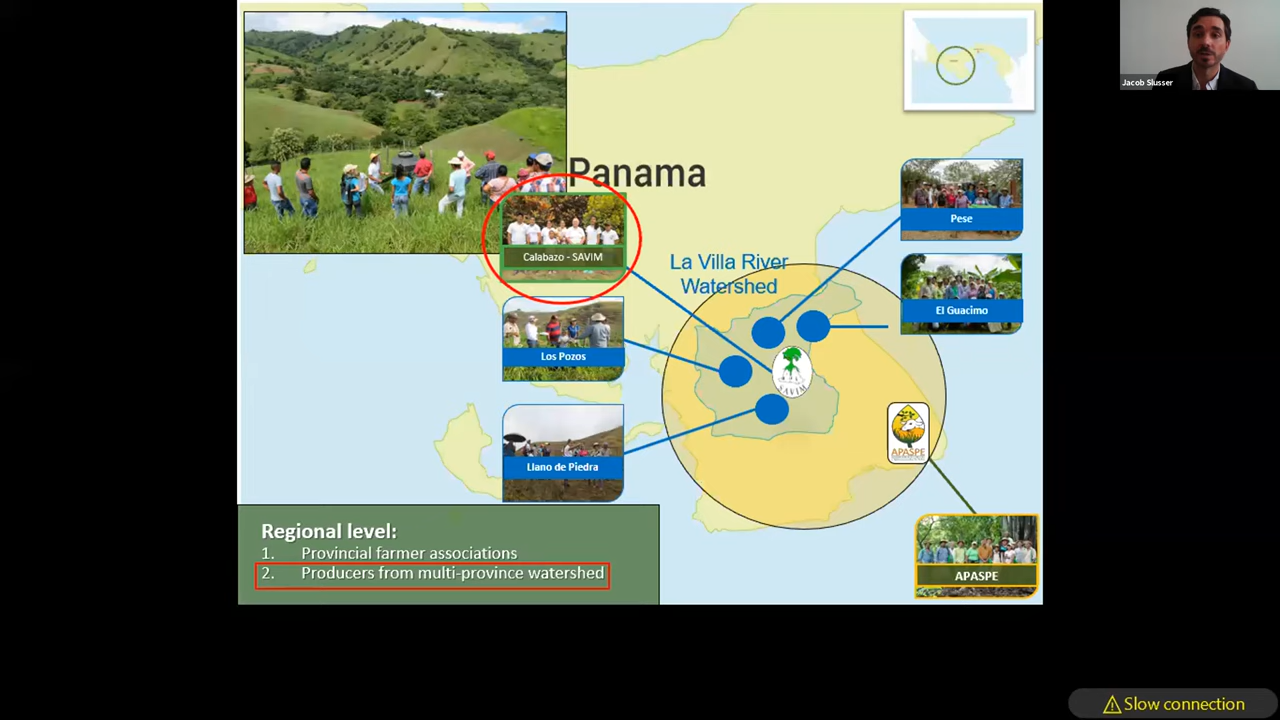 Jacob Slusser
Panama
Pese
Calabazo - SAVIM
La Villa River
Watershed
El Guacimo
Los Pozos
SAVIM
APASPE
Llano de Piedra
Regional level:
1. Provincial farmer associations
2. Producers from multi-province watershed
APASPE
Slow connection